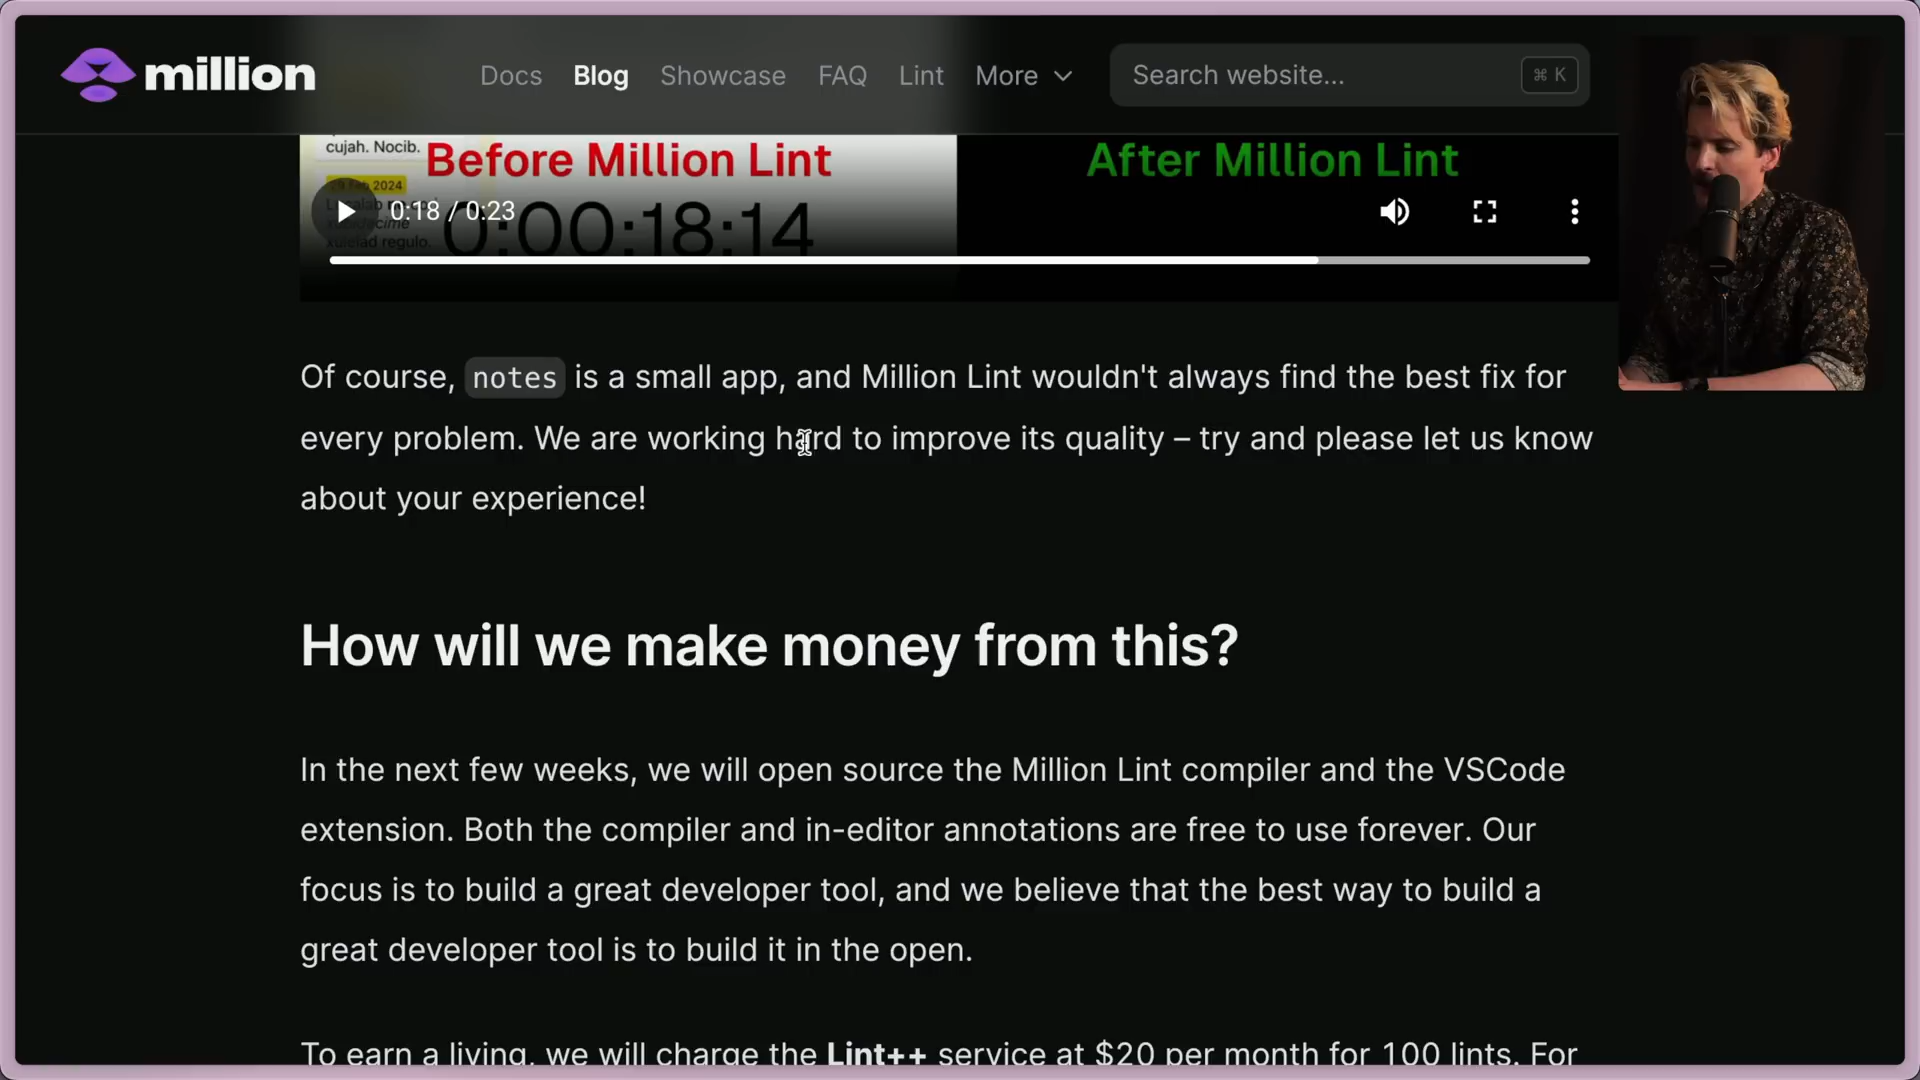 million
Docs
Blog
Showcase
FAQ
Lint
More
Search website...
⌘ K
cujah. Nocib.
Before Million Lint
After Million Lint
2024
0:18 / 0:23
0:00:18:14
xulelad regulo.
Of course, notes is a small app, and Million Lint wouldn't always find the best fix for
every problem. We are working hard to improve its quality – try and please let us know
about your experience!
How will we make money from this?
In the next few weeks, we will open source the Million Lint compiler and the VSCode
extension. Both the compiler and in-editor annotations are free to use forever. Our
focus is to build a great developer tool, and we believe that the best way to build a
great developer tool is to build it in the open.
To earn a living, we will charge the Lint++ service at $20 per month for 100 lints. For